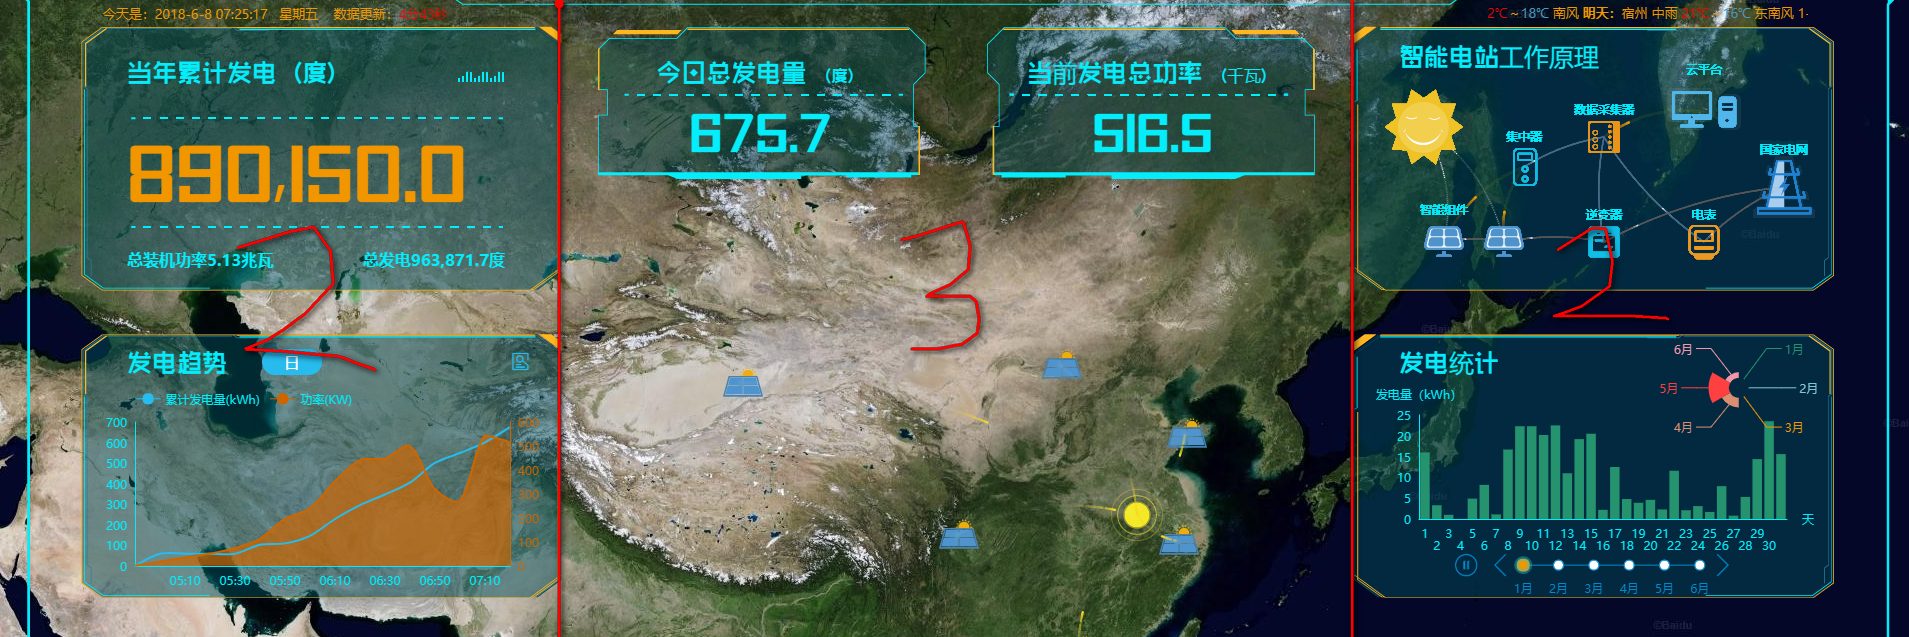 今天是：2018-6-8 07:25:17 星期五 数据更新：
2℃～18℃ 南风 明天：宿州 中雨 16℃ 东南风 1-
当年累计发电（度）
890,150.0
总装机功率5.13兆瓦 总发电963,871.7度
今日总发电量（度）
675.7
当前发电总功率（千瓦）
516.5
智能电站工作原理
云平台
数据采集器
集中器
国家电网
智能组件
逆变器
电表
2
3
2
发电趋势 日
累计发电量(kWh) 功率(KW)
700 600
600 500
500 400
400 300
300 200
200 100
100 0
0
05:10 05:30 05:50 06:10 06:30 06:50 07:10
发电统计
6月 1月
5月 2月
4月 3月
发电量（kWh）
25
20
15
10
5
0
天
1 3 5 7 9 11 13 15 17 19 21 23 25 27 29
2 4 6 8 10 12 14 16 18 20 22 24 26 28 30
1月 2月 3月 4月 5月 6月
©Baidu
©Baidu
©Baidu